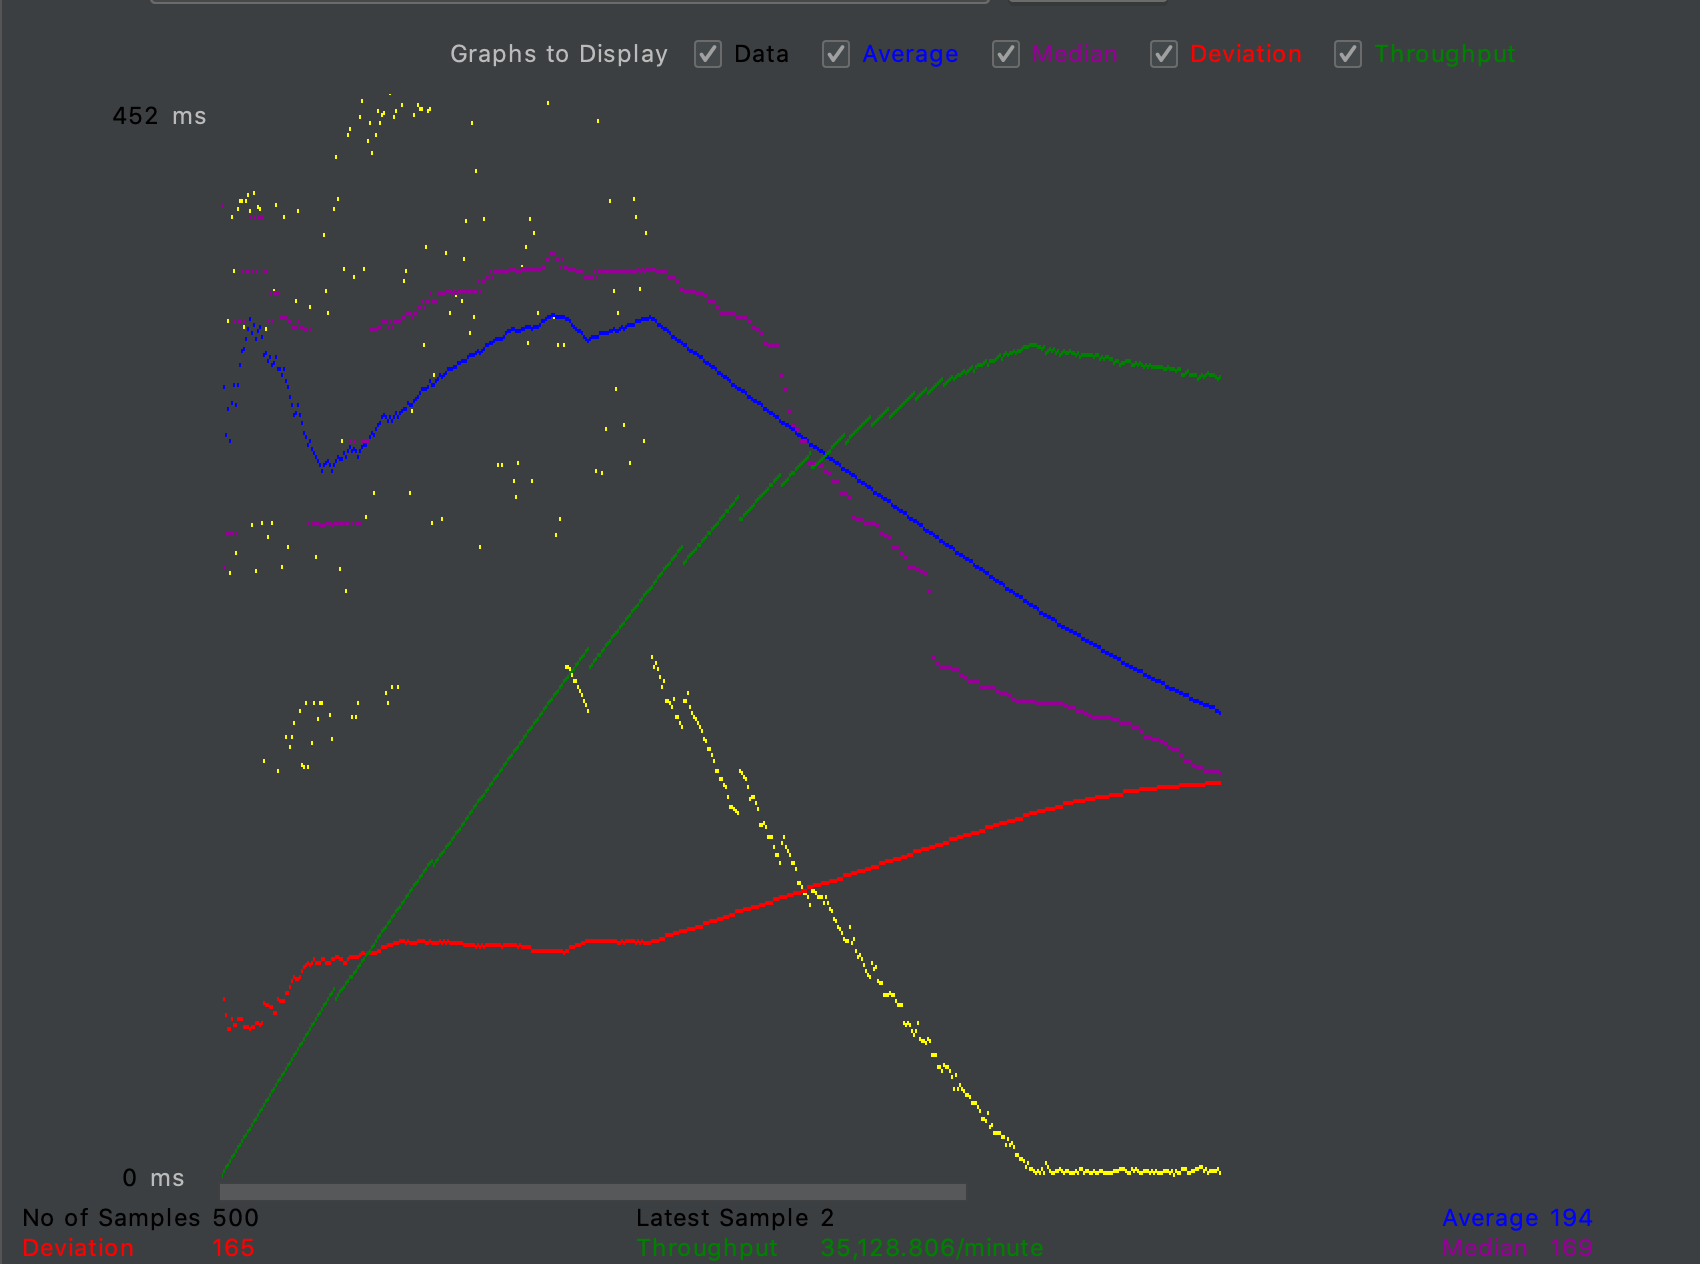 Graphs to Display Data Average Median Deviation Throughput
452 ms
0 ms
No of Samples 500 Latest Sample 2 Average 194
Deviation 165 Throughput 35,128.806/minute Median 169